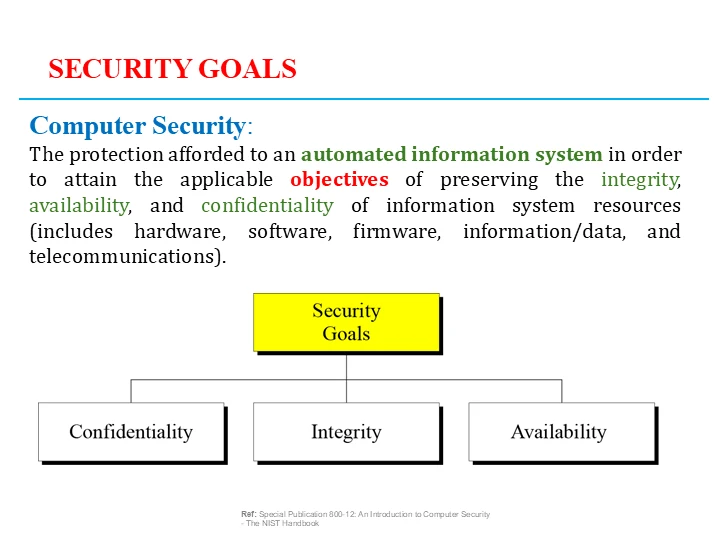 SECURITY GOALS
Computer Security:
The protection afforded to an automated information system in order
to attain the applicable objectives of preserving the integrity,
availability, and confidentiality of information system resources
(includes hardware, software, firmware, information/data, and
telecommunications).
Security
Goals
Confidentiality
Integrity
Availability
Ref: Special Publication 800-12: An Introduction to Computer Security
- The NIST Handbook